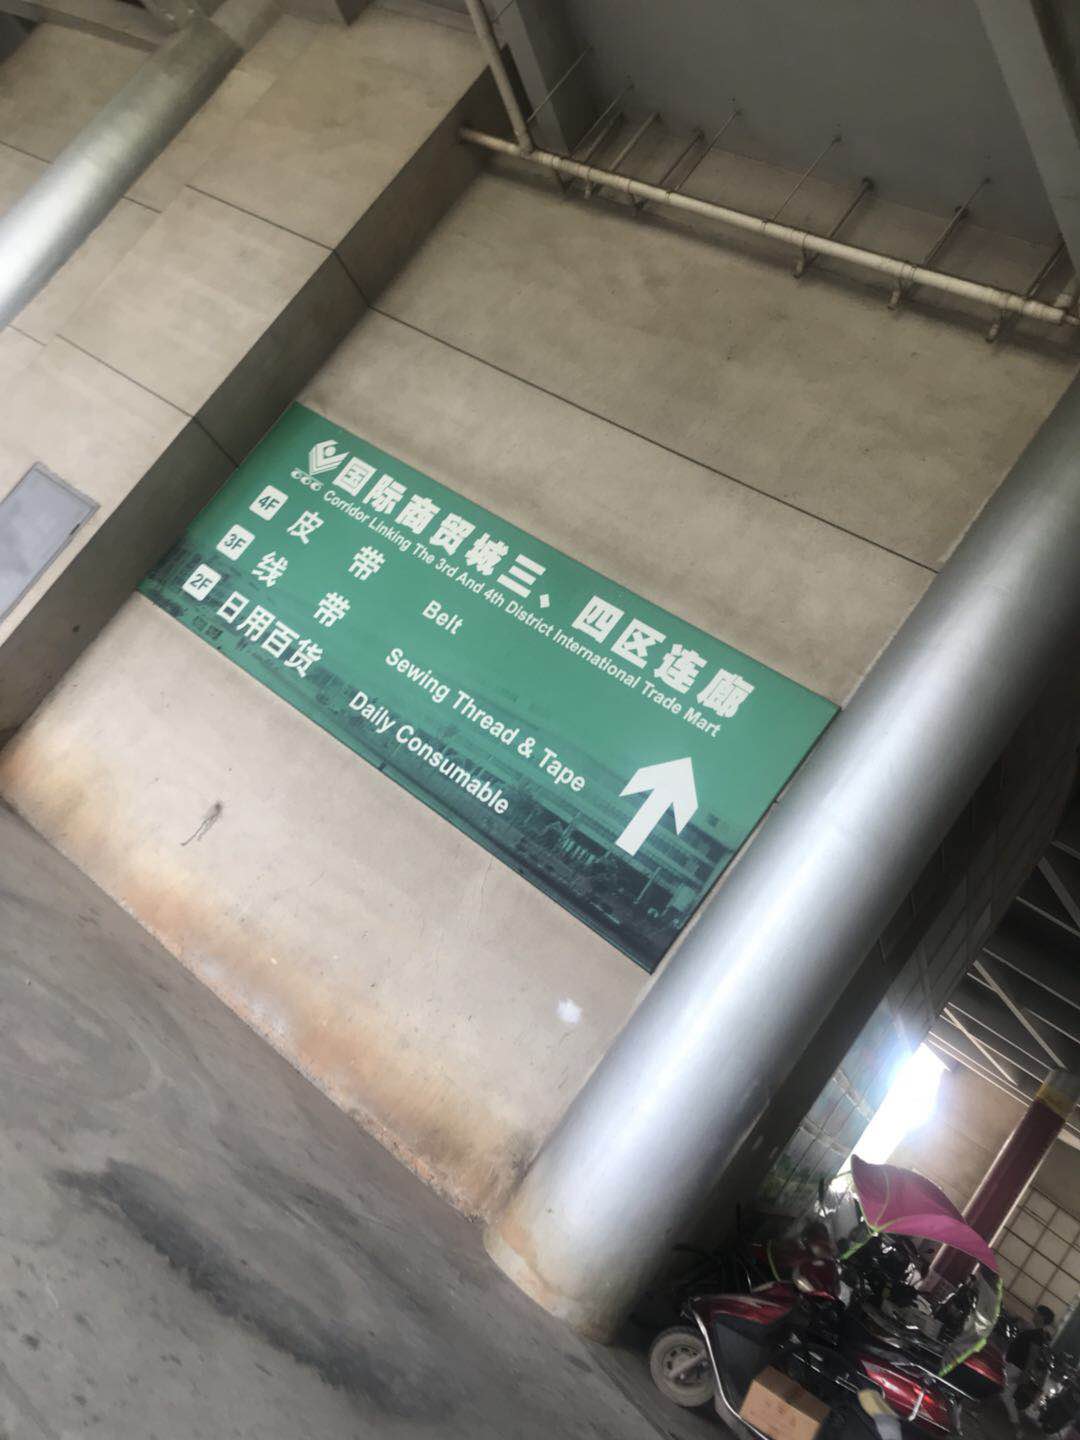 国际商贸城三、四区连廊
Corridor Linking The 3rd And 4th District International Trade Mart
4F 皮带 Belt
3F 线带 Sewing Thread & Tape
2F 日用百货 Daily Consumable